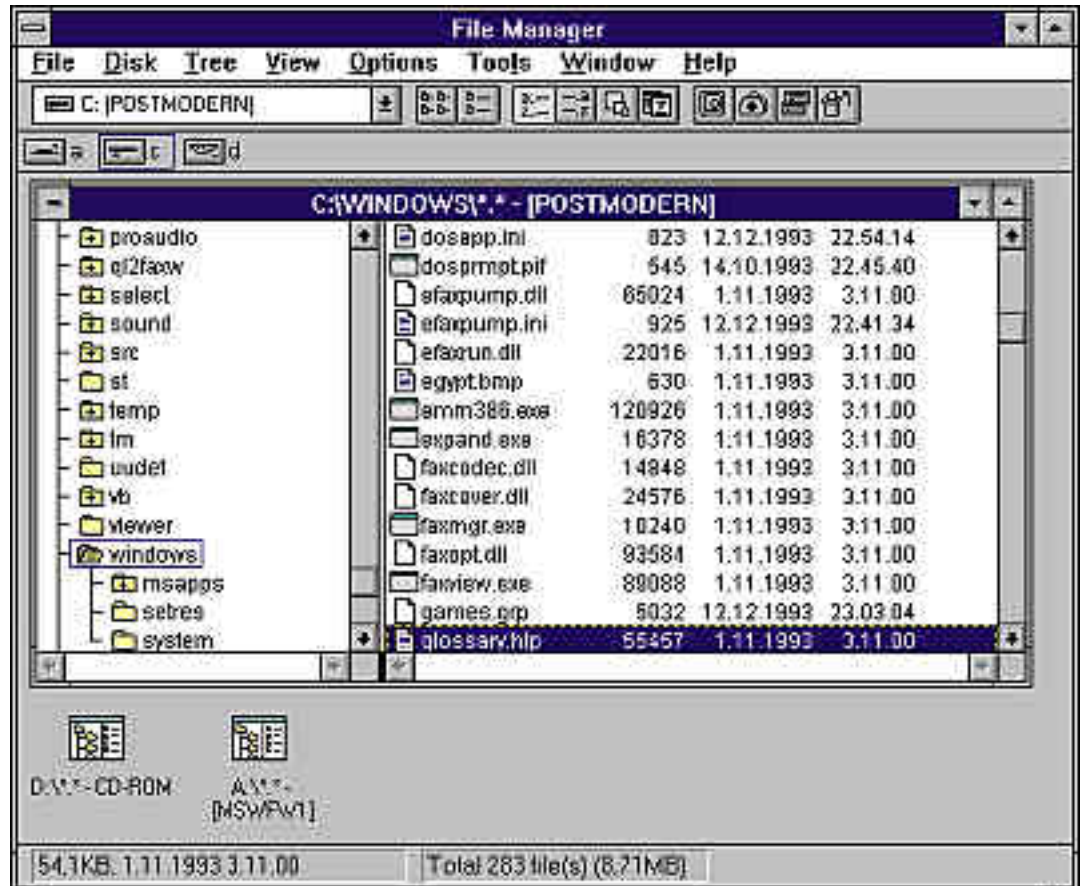 File Manager
File Disk Tree View Options Tools Window Help
C: [POSTMODERN]
a c d
C:\WINDOWS\*.* - [POSTMODERN]
proaudio dosapp.ini 823 12.12.1993 22.54.14
ql2faxw dosprmpt.pif 545 14.10.1993 22.45.40
select efaxpump.dll 65024 1.11.1993 3.11.00
sound efaxpump.ini 925 12.12.1993 22.41.34
src efaxrun.dll 22016 1.11.1993 3.11.00
st egypt.bmp 630 1.11.1993 3.11.00
temp emm386.exe 120926 1.11.1993 3.11.00
expand.exe 16378 1.11.1993 3.11.00
faxcodec.dll 14848 1.11.1993 3.11.00
vb faxcover.dll 24576 1.11.1993 3.11.00
viewer faxmgr.exe 10240 1.11.1993 3.11.00
windows faxopt.dll 93584 1.11.1993 3.11.00
msapps faxview.exe 89088 1.11.1993 3.11.00
setres games.grp 5032 12.12.1993 23.03.04
system glossary.hlp 55457 1.11.1993 3.11.00
D:\*.* - CD-ROM
A:\*.* -
[MSWFW1]
54,1KB, 1.11.1993 3.11.00 Total 283 file(s) (8,71MB)